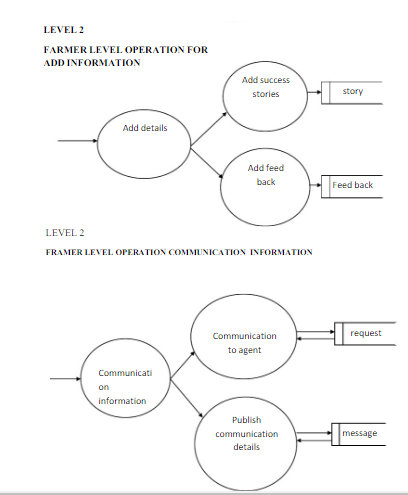 LEVEL 2
FARMER LEVEL OPERATION FOR
ADD INFORMATION
Add success
stories
story
Add details
Add feed
back
Feed back
LEVEL 2
FRAMER LEVEL OPERATION COMMUNICATION INFORMATION
Communication
to agent
request
Communicati
on
information
Publish
communication
details
message